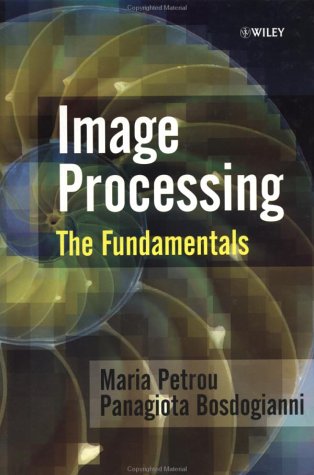 WILEY
Image
Processing
The Fundamentals
Maria Petrou
Panagiota Bosdogianni